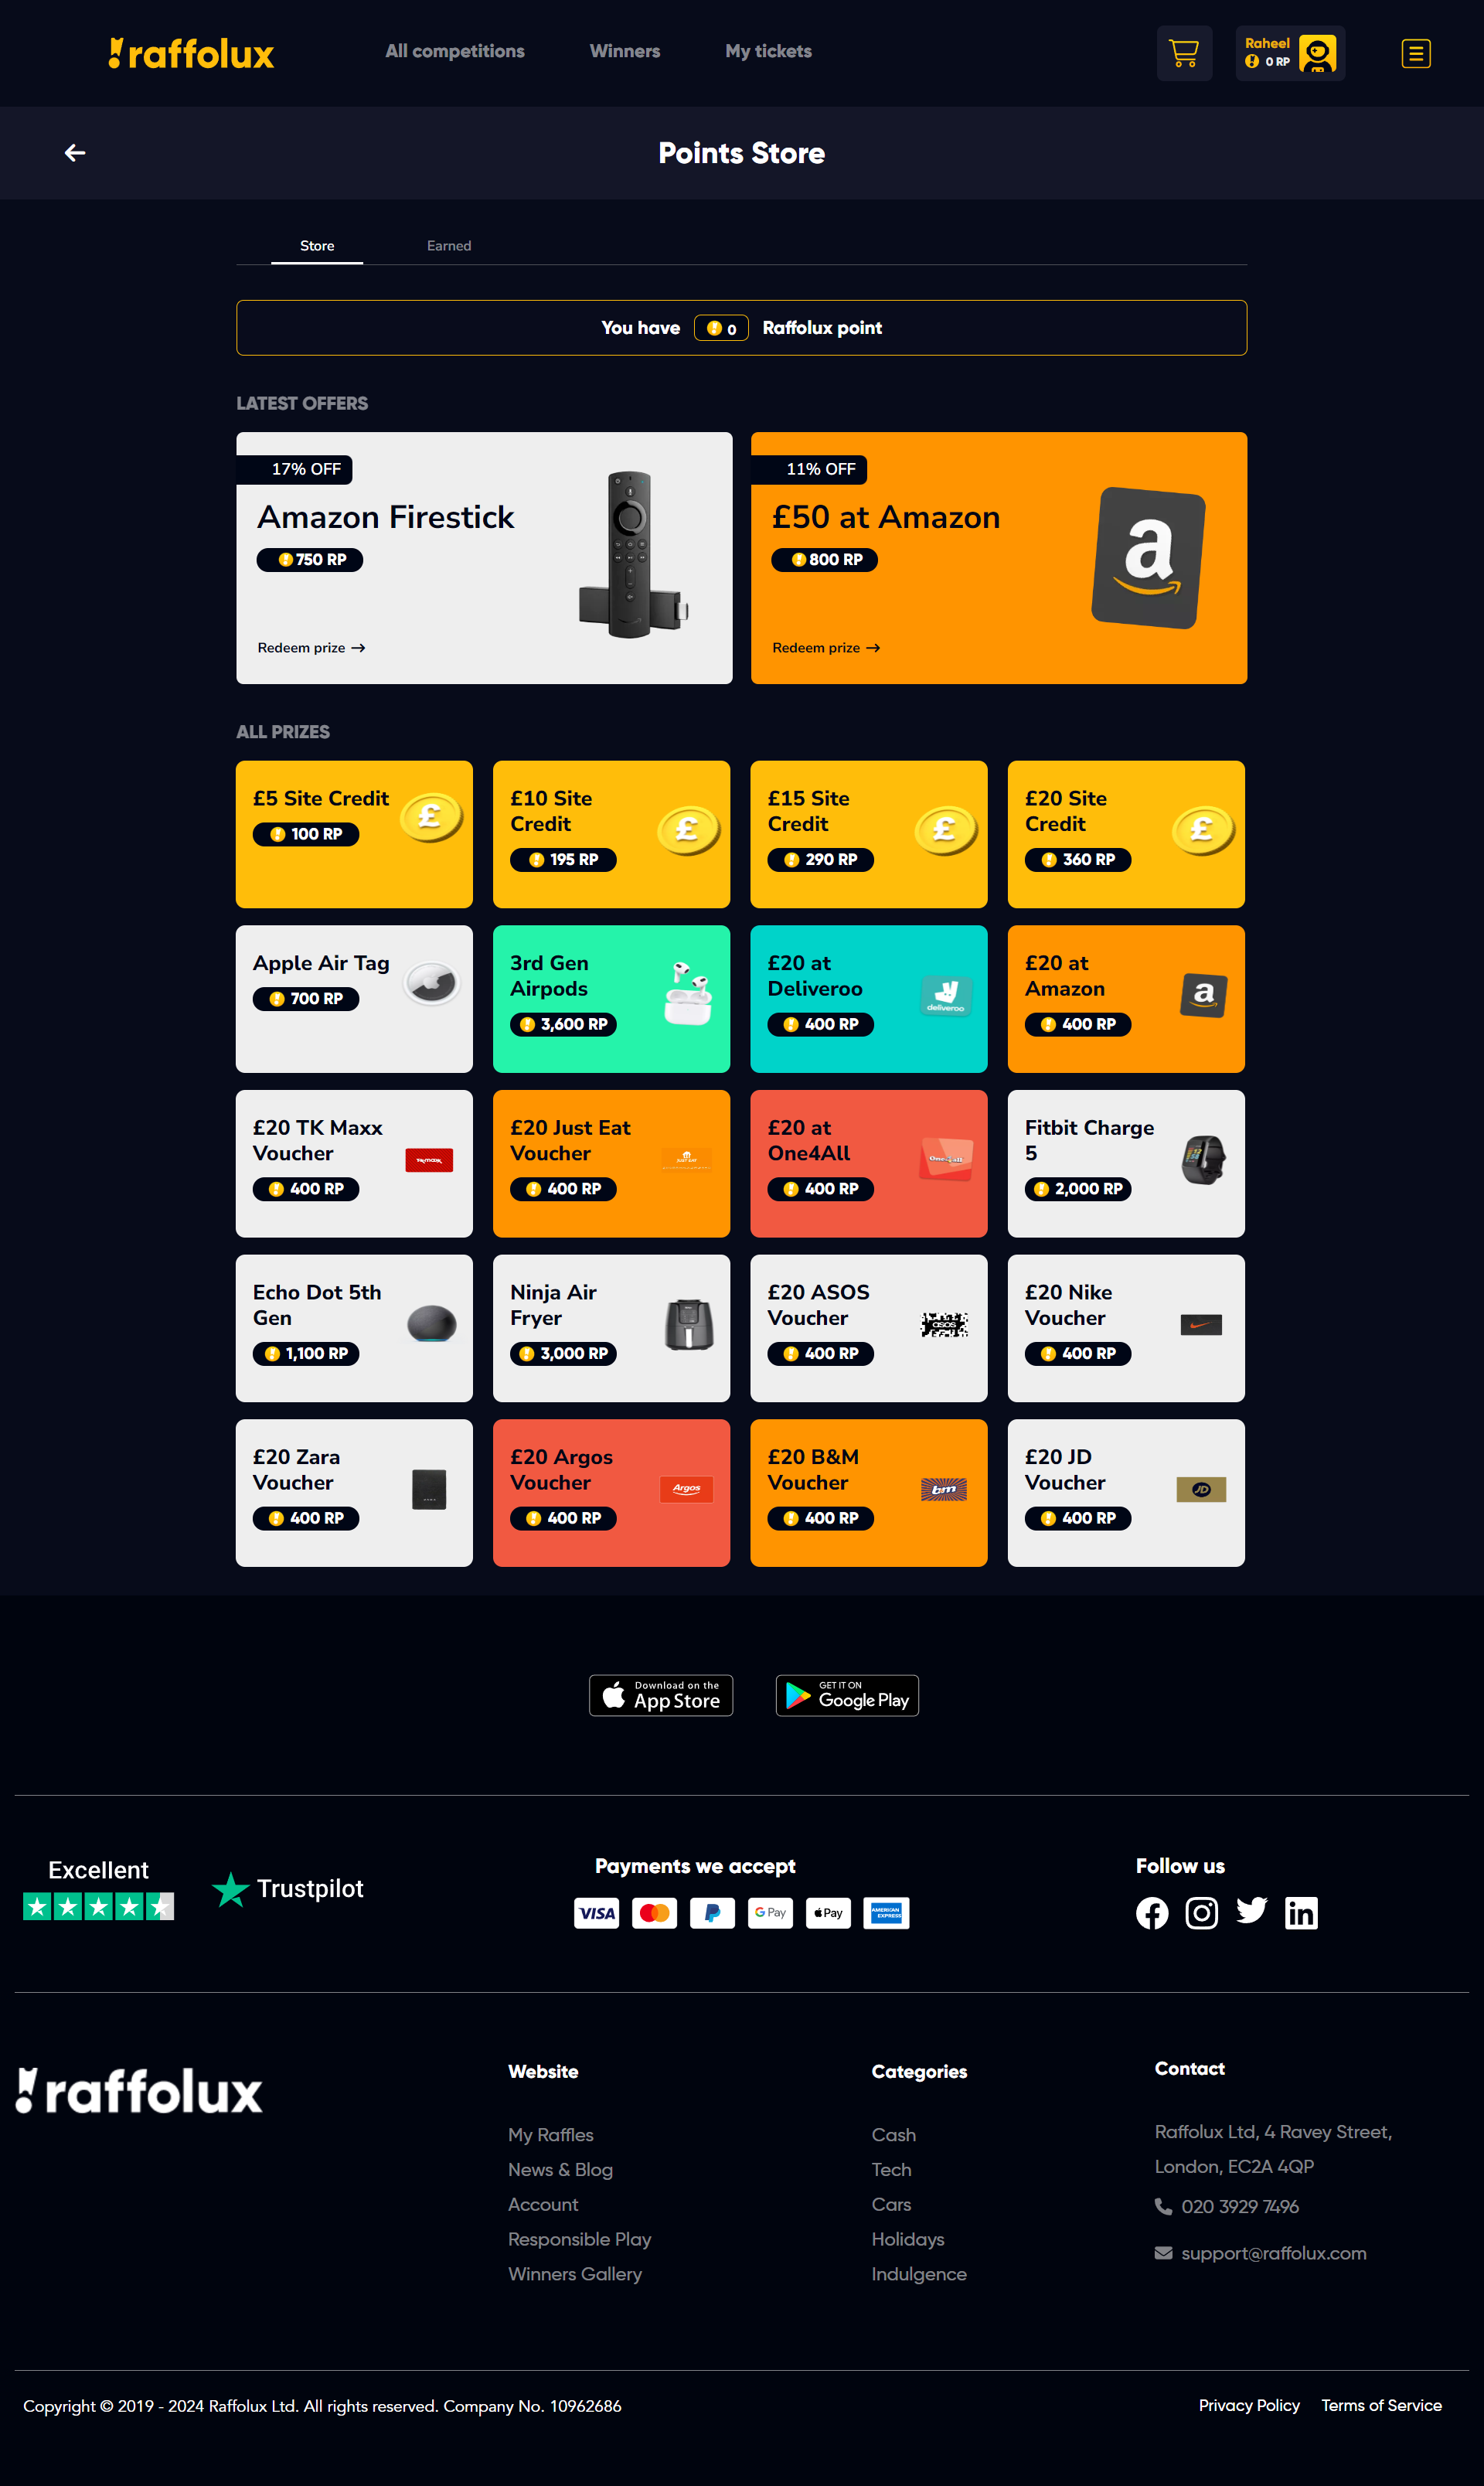 raffolux
All competitions
Winners
My tickets
Raheel
0 RP
Points Store
Store
Earned
You have 0 Raffolux point
LATEST OFFERS
17% OFF
Amazon Firestick
750 RP
Redeem prize
11% OFF
£50 at Amazon
800 RP
Redeem prize
a
ALL PRIZES
£5 Site Credit
100 RP
£
£10 Site
Credit
195 RP
£
£15 Site
Credit
290 RP
£
£20 Site
Credit
360 RP
£
Apple Air Tag
700 RP
3rd Gen
Airpods
3,600 RP
£20 at
Deliveroo
400 RP
deliveroo
£20 at
Amazon
400 RP
a
£20 TK Maxx
Voucher
400 RP
TK·maxx
£20 Just Eat
Voucher
400 RP
JUST EAT
£20 at
One4All
400 RP
One4all
Fitbit Charge
5
2,000 RP
Echo Dot 5th
Gen
1,100 RP
Ninja Air
Fryer
3,000 RP
£20 ASOS
Voucher
400 RP
asos
£20 Nike
Voucher
400 RP
£20 Zara
Voucher
400 RP
£20 Argos
Voucher
400 RP
Argos
£20 B&M
Voucher
400 RP
bm
£20 JD
Voucher
400 RP
JD
Download on the
App Store
GET IT ON
Google Play
Excellent
Trustpilot
Payments we accept
VISA
G Pay
Pay
AMERICAN
EXPRESS
Follow us
in
raffolux
Website
My Raffles
News & Blog
Account
Responsible Play
Winners Gallery
Categories
Cash
Tech
Cars
Holidays
Indulgence
Contact
Raffolux Ltd, 4 Ravey Street,
London, EC2A 4QP
020 3929 7496
support@raffolux.com
Copyright © 2019 - 2024 Raffolux Ltd. All rights reserved. Company No. 10962686
Privacy Policy
Terms of Service